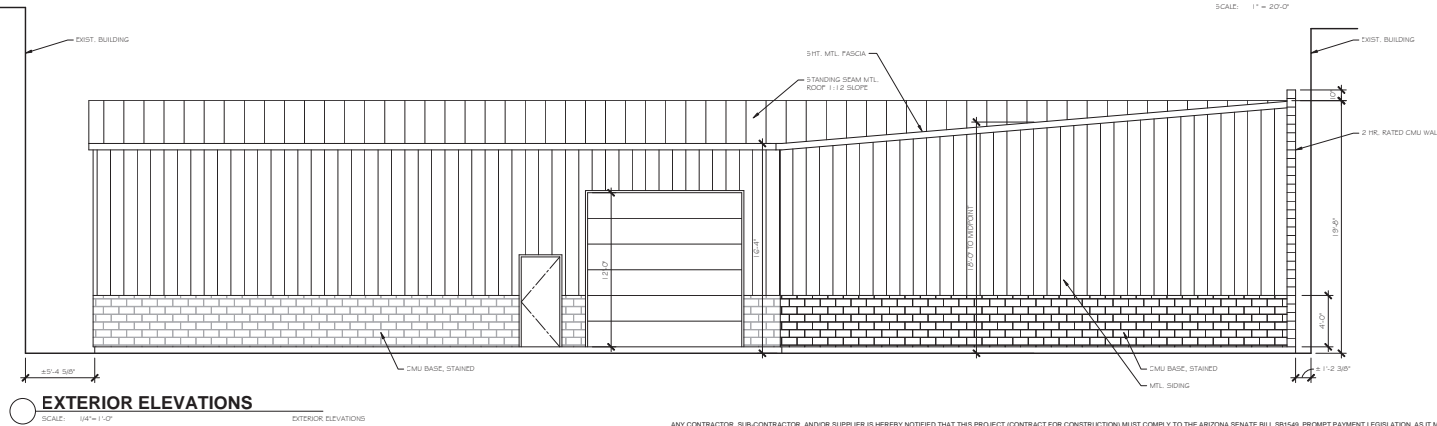 SCALE: 1" = 20'-0"
EXIST. BUILDING
EXIST. BUILDING
SHT. MTL. FASCIA
STANDING SEAM MTL.
ROOF 1:12 SLOPE
2 HR. RATED CMU WAL
12'-0"
16'-4"
18'-0" TO MIDPOINT
19'-8"
4'-0"
±5'-4 5/8"
CMU BASE, STAINED
CMU BASE, STAINED
± 1'-2 3/8"
MTL. SIDING
EXTERIOR ELEVATIONS
SCALE: 1/4"= 1'-0" EXTERIOR ELEVATIONS
ANY CONTRACTOR, SUB-CONTRACTOR, AND/OR SUPPLIER IS HEREBY NOTIFIED THAT THIS PROJECT (CONTRACT FOR CONSTRUCTION) MUST COMPLY TO THE ARIZONA SENATE BILL SB1549, PROMPT PAYMENT LEGISLATION, AS IT